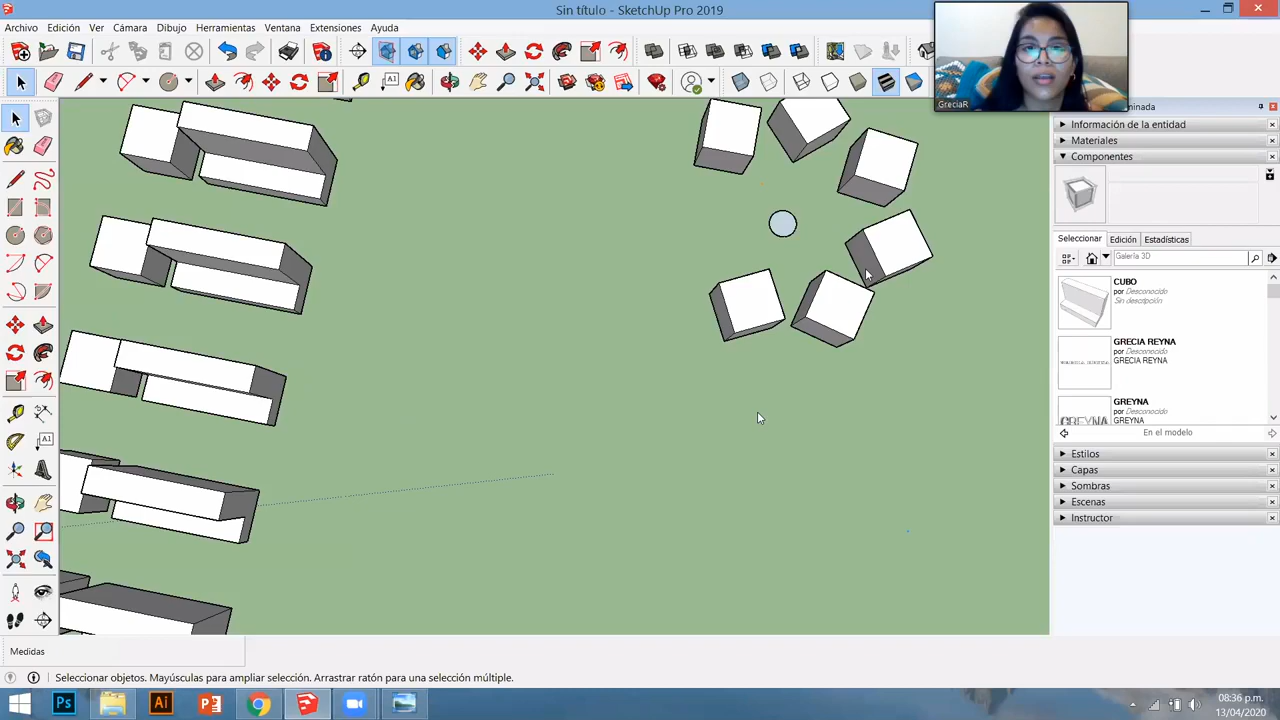 Sin título - SketchUp Pro 2019
Archivo Edición Ver Cámara Dibujo Herramientas Ventana Extensiones Ayuda
GreciaR
Información de la entidad
Materiales
Componentes
Seleccionar Edición Estadísticas
Galería 3D
CUBO
por Desconocido
Sin descripción
GRECIA REYNA
por Desconocido
GRECIA REYNA
GREYNA
por Desconocido
GREYNA
En el modelo
Estilos
Capas
Sombras
Escenas
Instructor
Medidas
Seleccionar objetos. Mayúsculas para ampliar selección. Arrastrar ratón para una selección múltiple.
Ps Ai
08:36 p.m.
13/04/2020